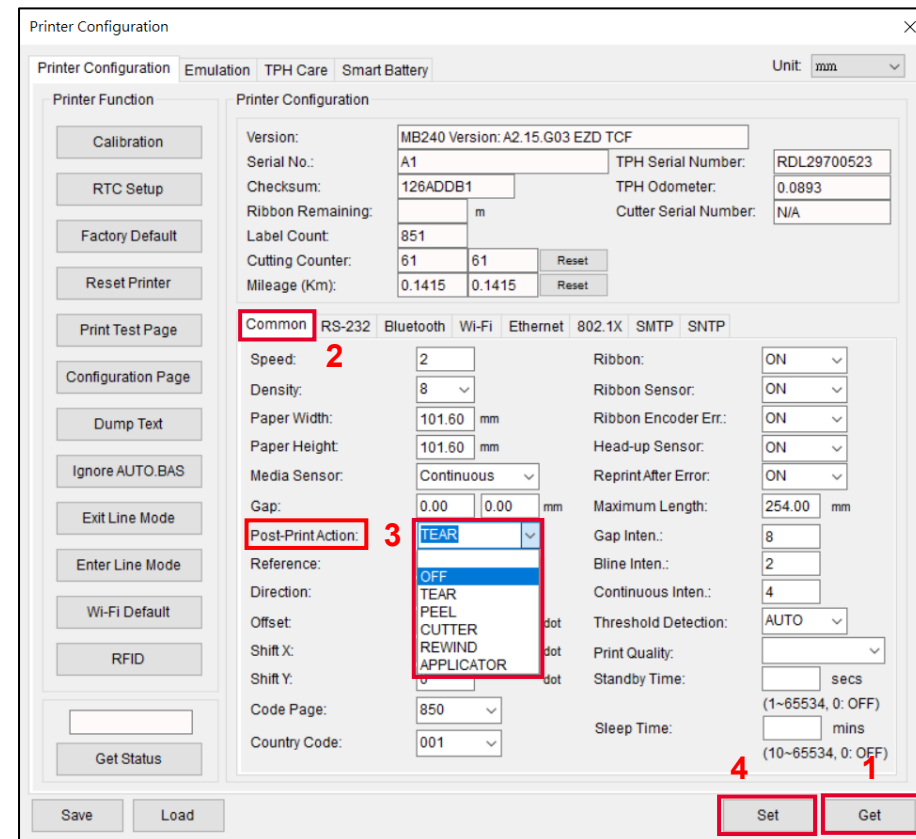 Printer Configuration
Printer Configuration Emulation TPH Care Smart Battery Unit: mm
Printer Function
Calibration
RTC Setup
Factory Default
Reset Printer
Print Test Page
Configuration Page
Dump Text
Ignore AUTO.BAS
Exit Line Mode
Enter Line Mode
Wi-Fi Default
RFID
Get Status
Printer Configuration
Version: MB240 Version: A2.15.G03 EZD TCF
Serial No.: A1 TPH Serial Number: RDL29700523
Checksum: 126ADDB1 TPH Odometer: 0.0893
Ribbon Remaining: m Cutter Serial Number: N/A
Label Count: 851
Cutting Counter: 61 61 Reset
Mileage (Km): 0.1415 0.1415 Reset
Common RS-232 Bluetooth Wi-Fi Ethernet 802.1X SMTP SNTP
2
Speed: 2 Ribbon: ON
Density: 8 Ribbon Sensor: ON
Paper Width: 101.60 mm Ribbon Encoder Err.: ON
Paper Height: 101.60 mm Head-up Sensor: ON
Media Sensor: Continuous Reprint After Error: ON
Gap: 0.00 0.00 mm Maximum Length: 254.00 mm
Post-Print Action: 3 TEAR Gap Inten.: 8
Reference: Bline Inten.: 2
OFF
Direction: TEAR Continuous Inten.: 4
PEEL
Offset: CUTTER dot Threshold Detection: AUTO
Shift X: REWIND dot Print Quality:
APPLICATOR
Shift Y: 0 dot Standby Time: secs
(1~65534, 0: OFF)
Code Page: 850 Sleep Time: mins
Country Code: 001 (10~65534, 0: OFF)
4 1
Save Load Set Get